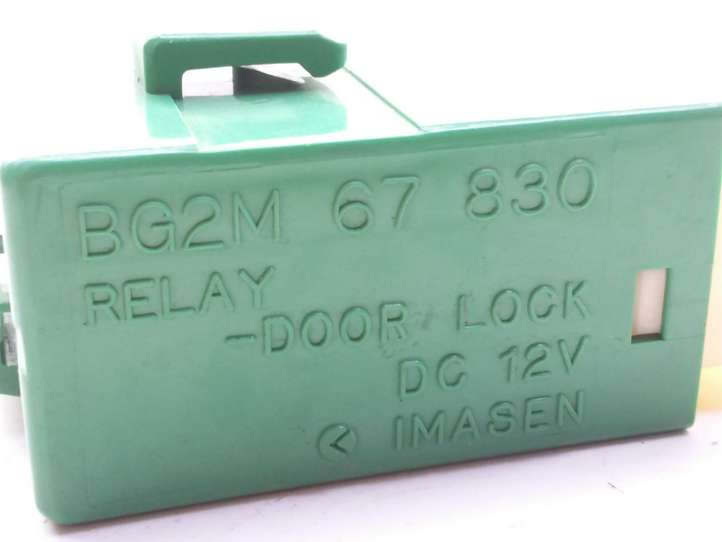 BG2M 67 830
RELAY
-DOOR LOCK
DC 12V
IMASEN